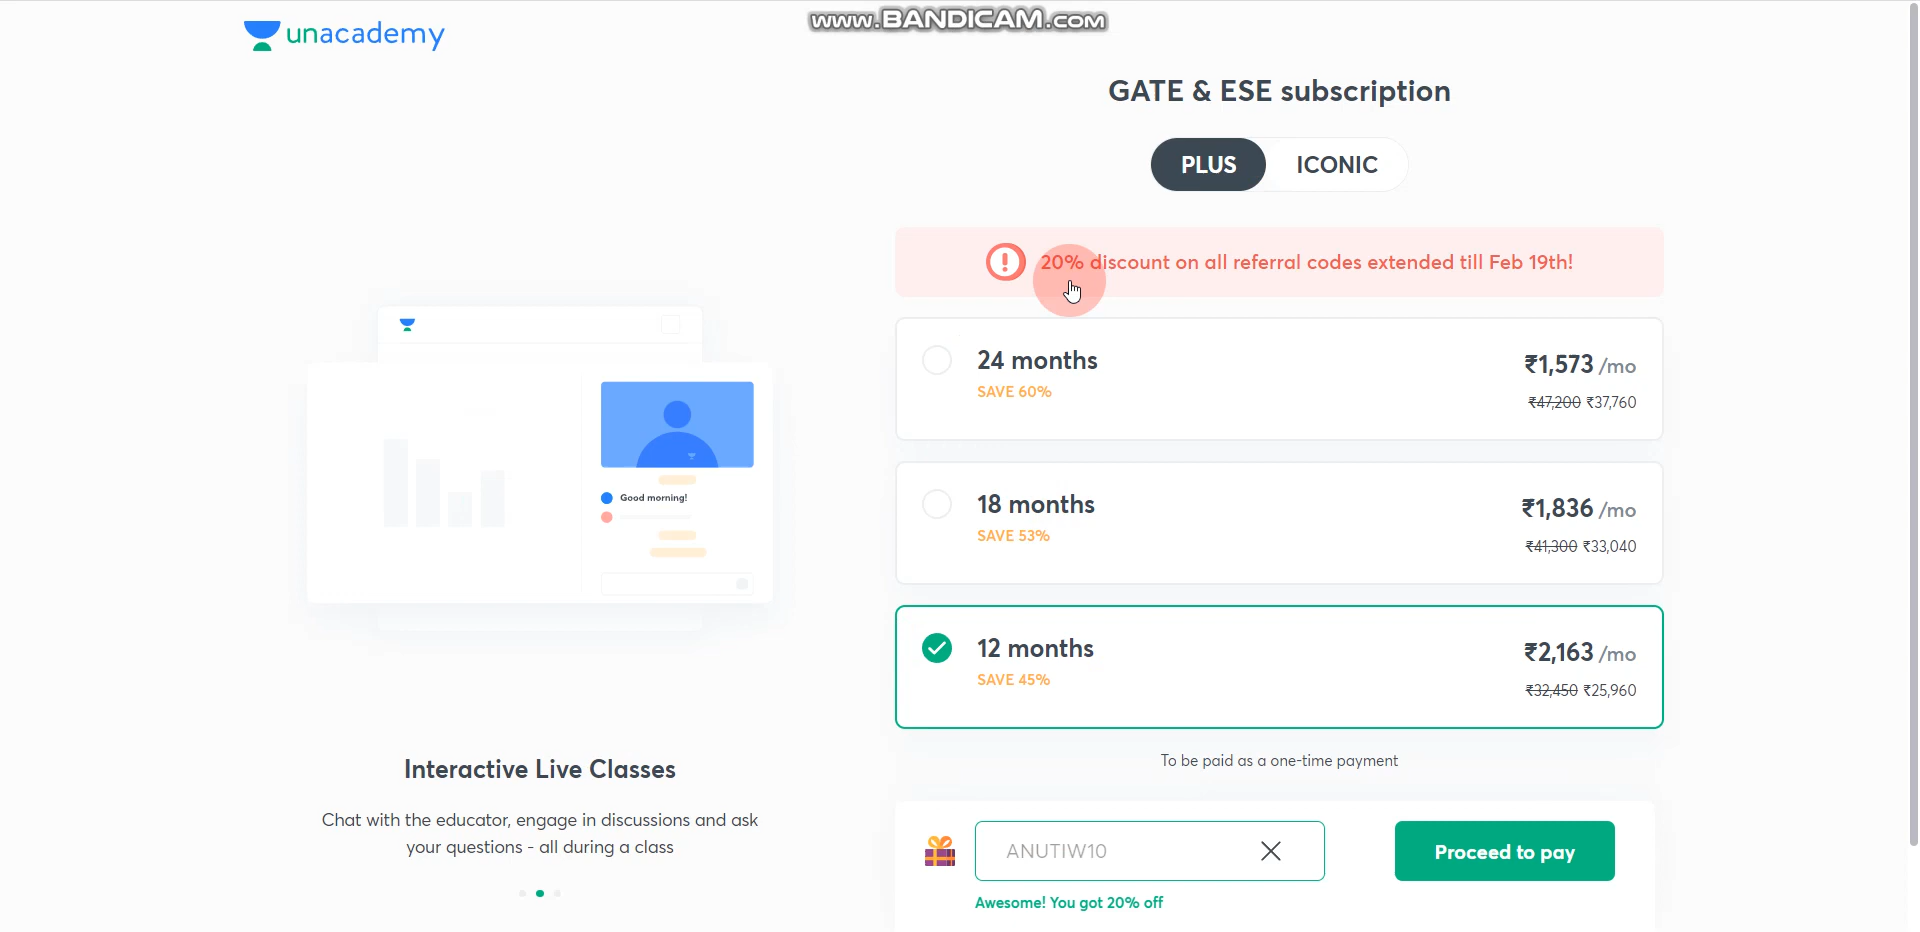 www.BANDICAM.com
unacademy
GATE & ESE subscription
PLUS
ICONIC
20% discount on all referral codes extended till Feb 19th!
24 months
₹1,573 /mo
SAVE 60%
₹47,200 ₹37,760
18 months
₹1,836 /mo
SAVE 53%
₹41,300 ₹33,040
12 months
₹2,163 /mo
SAVE 45%
₹32,450 ₹25,960
To be paid as a one-time payment
ANUTIW10
Proceed to pay
Awesome! You got 20% off
Good morning!
Interactive Live Classes
Chat with the educator, engage in discussions and ask
your questions - all during a class